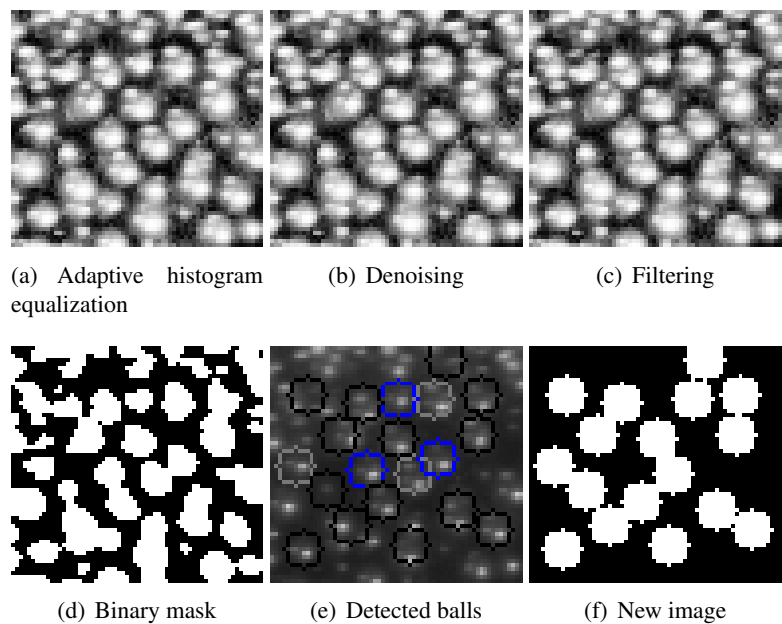 (a) Adaptive histogram
equalization
(b) Denoising
(c) Filtering
(d) Binary mask
(e) Detected balls
(f) New image